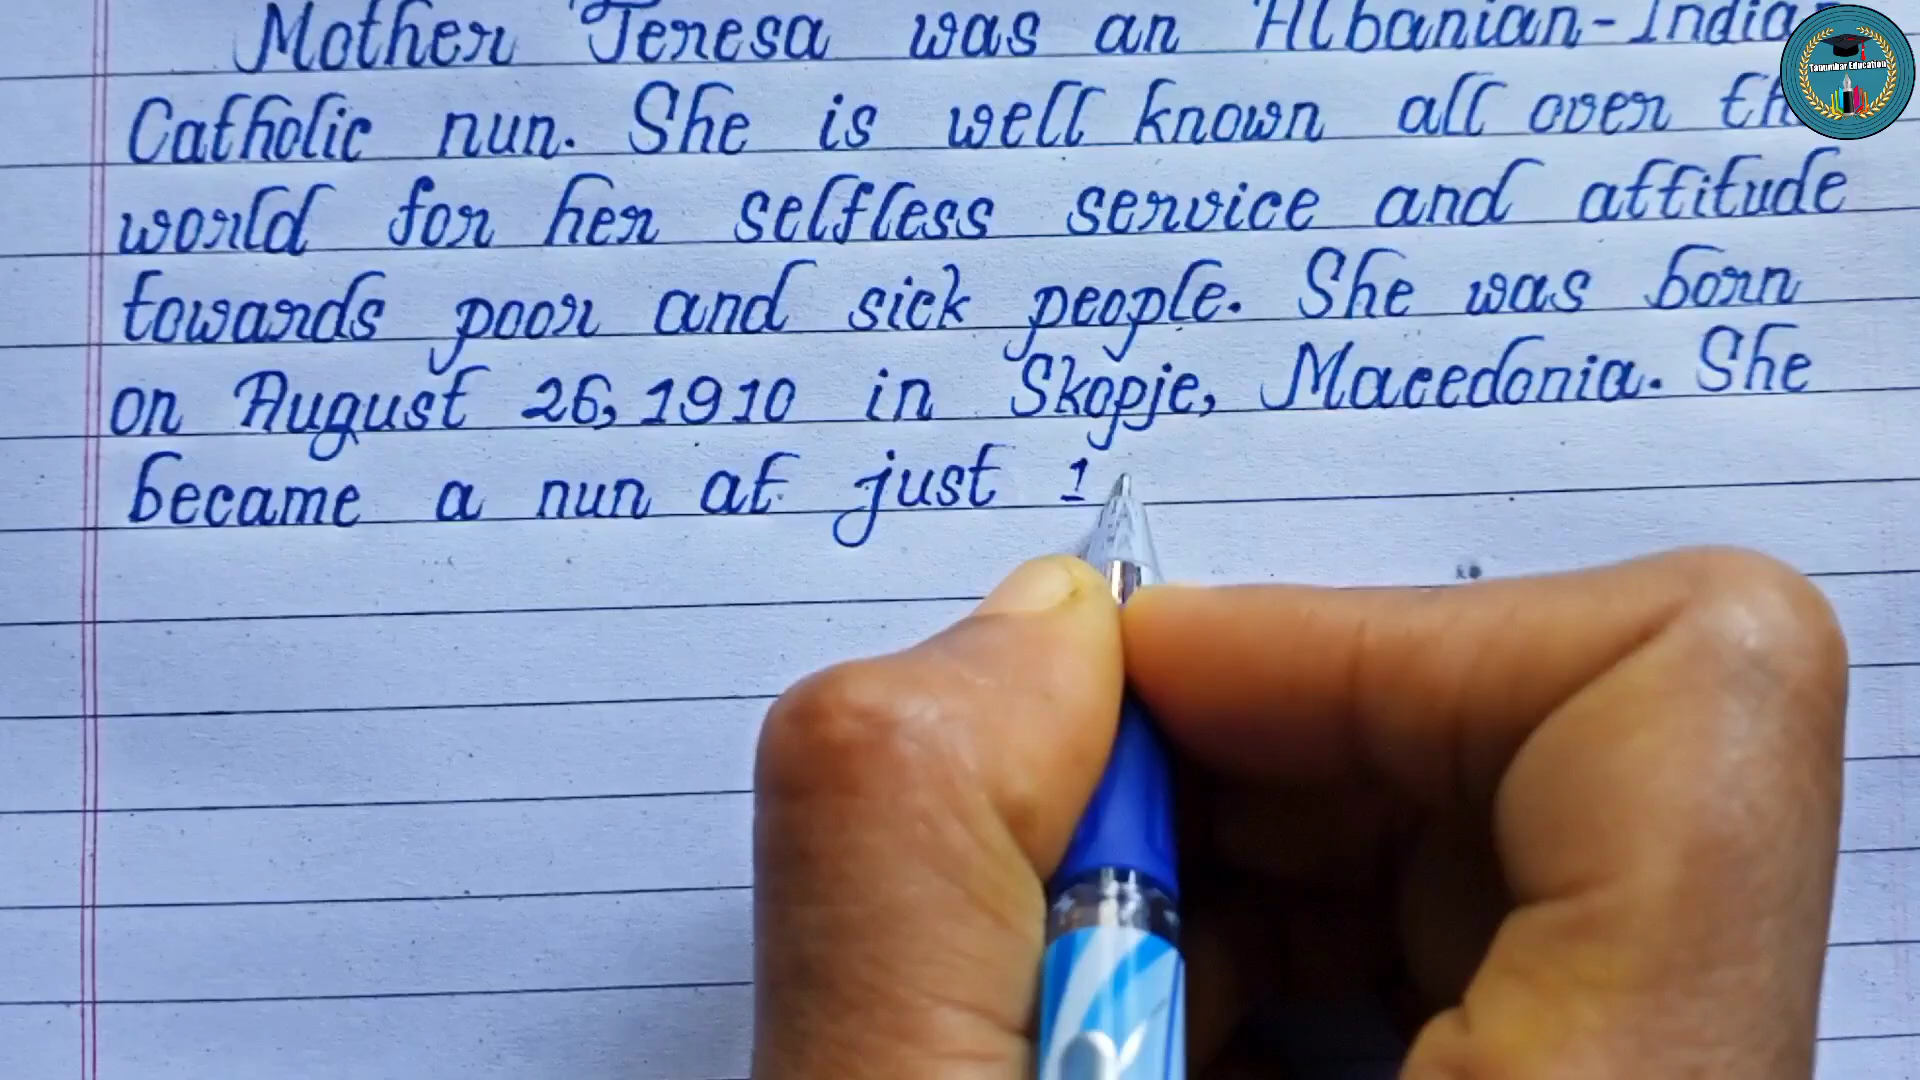 Mother Teresa was an Albanian-Indian
Catholic nun. She is well known all over the
world for her selfless service and attitude
towards poor and sick people. She was born
on August 26, 1910 in Skopje, Macedonia. She
became a nun at just 1
Tanumbar Education